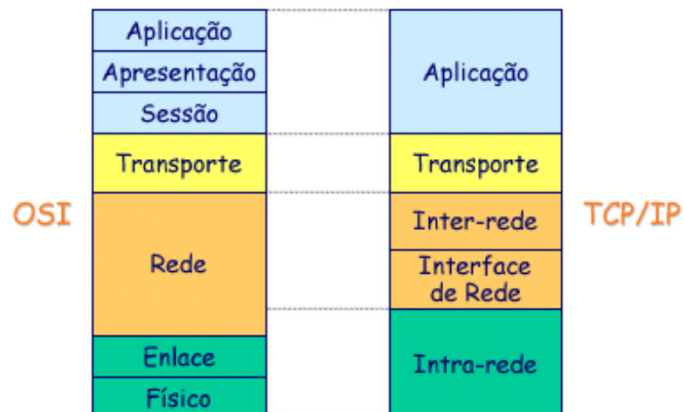 Aplicação
Apresentação
Sessão
Transporte
OSI
Rede
Enlace
Físico
Aplicação
Transporte
Inter-rede
TCP/IP
Interface
de Rede
Intra-rede